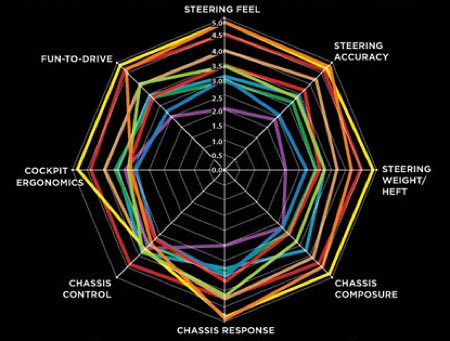 STEERING FEEL
STEERING
ACCURACY
STEERING
WEIGHT/
HEFT
CHASSIS
COMPOSURE
CHASSIS RESPONSE
CHASSIS
CONTROL
COCKPIT
ERGONOMICS
FUN-TO-DRIVE
5.0
4.5
4.0
3.5
3.0
2.5
2.0
1.5
1.0
0.5
0.0